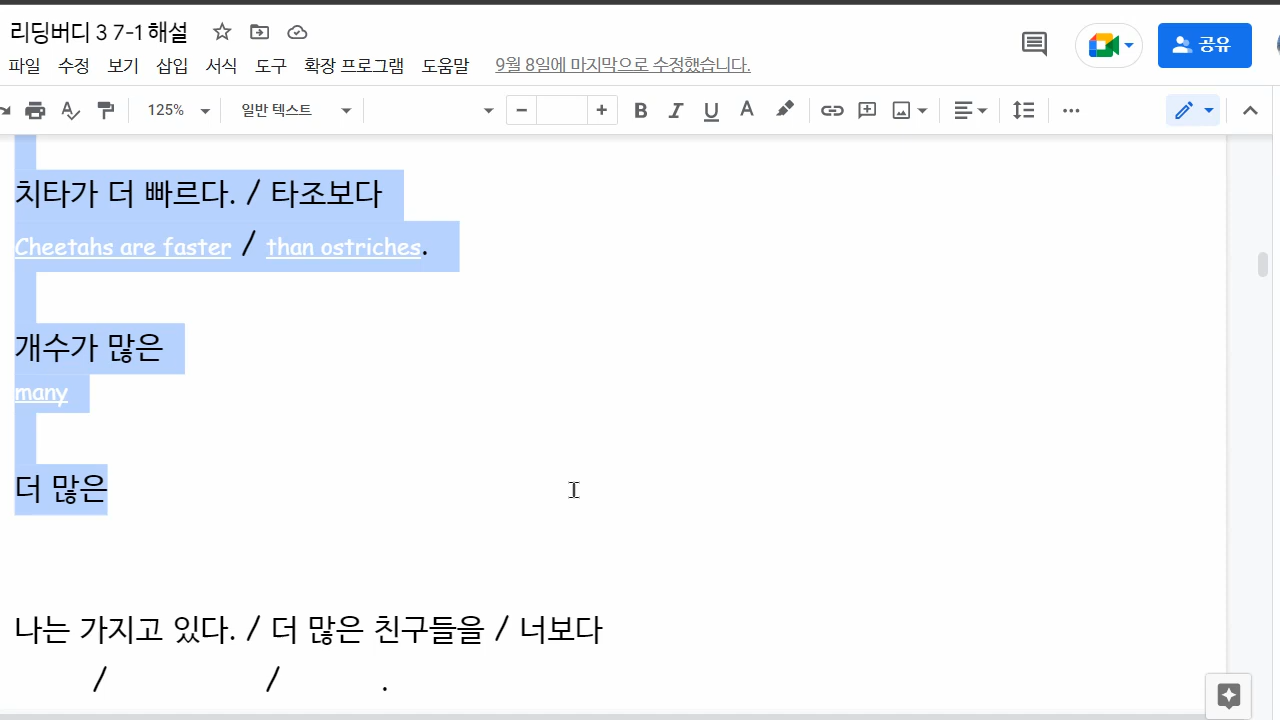 리딩버디 3 7-1 해설
파일 수정 보기 삽입 서식 도구 확장 프로그램 도움말 9월 8일에 마지막으로 수정했습니다.
공유
125% 일반 텍스트
치타가 더 빠르다. / 타조보다
Cheetahs are faster / than ostriches.
개수가 많은
many
더 많은
나는 가지고 있다. / 더 많은 친구들을 / 너보다
/ / .